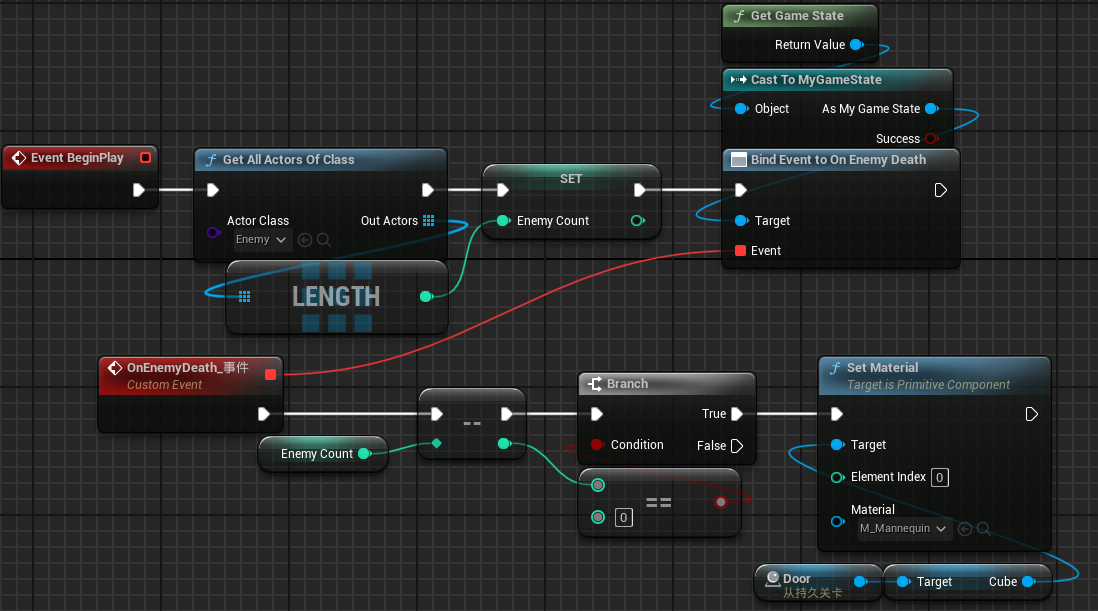 Get Game State
Return Value
Cast To MyGameState
Object
As My Game State
Success
Event BeginPlay
Get All Actors Of Class
Actor Class
Out Actors
Enemy
SET
Enemy Count
Bind Event to On Enemy Death
Target
Event
LENGTH
OnEnemyDeath_事件
Custom Event
Enemy Count
--
Branch
True
Condition
False
==
0
Set Material
Target is Primitive Component
Target
Element Index
0
Material
M_Mannequin
Door
从持久关卡
Target
Cube